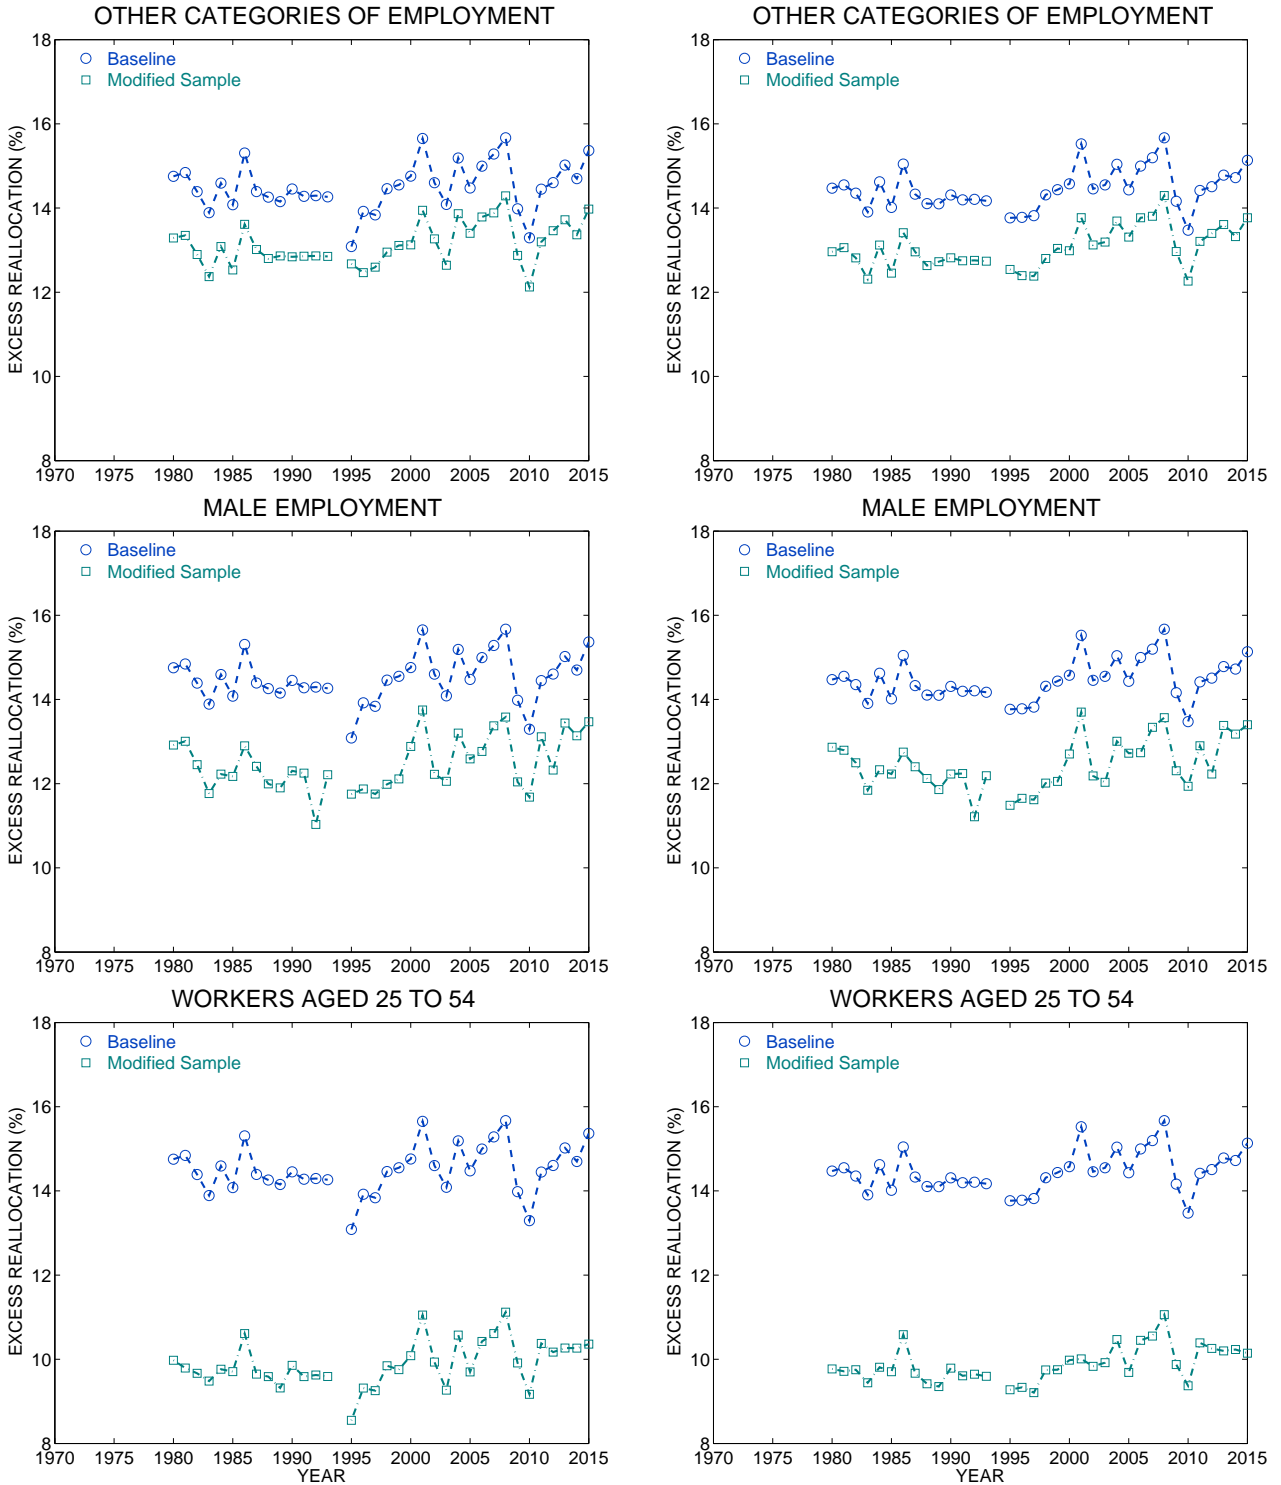 OTHER CATEGORIES OF EMPLOYMENT
18
16
14
12
10
8
EXCESS REALLOCATION (%)
Baseline
Modified Sample
1970 1975 1980 1985 1990 1995 2000 2005 2010 2015
OTHER CATEGORIES OF EMPLOYMENT
18
16
14
12
10
8
EXCESS REALLOCATION (%)
Baseline
Modified Sample
1970 1975 1980 1985 1990 1995 2000 2005 2010 2015
MALE EMPLOYMENT
18
16
14
12
10
8
EXCESS REALLOCATION (%)
Baseline
Modified Sample
1970 1975 1980 1985 1990 1995 2000 2005 2010 2015
MALE EMPLOYMENT
18
16
14
12
10
8
EXCESS REALLOCATION (%)
Baseline
Modified Sample
1970 1975 1980 1985 1990 1995 2000 2005 2010 2015
WORKERS AGED 25 TO 54
18
16
14
12
10
8
EXCESS REALLOCATION (%)
Baseline
Modified Sample
1970 1975 1980 1985 1990 1995 2000 2005 2010 2015
YEAR
WORKERS AGED 25 TO 54
18
16
14
12
10
8
EXCESS REALLOCATION (%)
Baseline
Modified Sample
1970 1975 1980 1985 1990 1995 2000 2005 2010 2015
YEAR